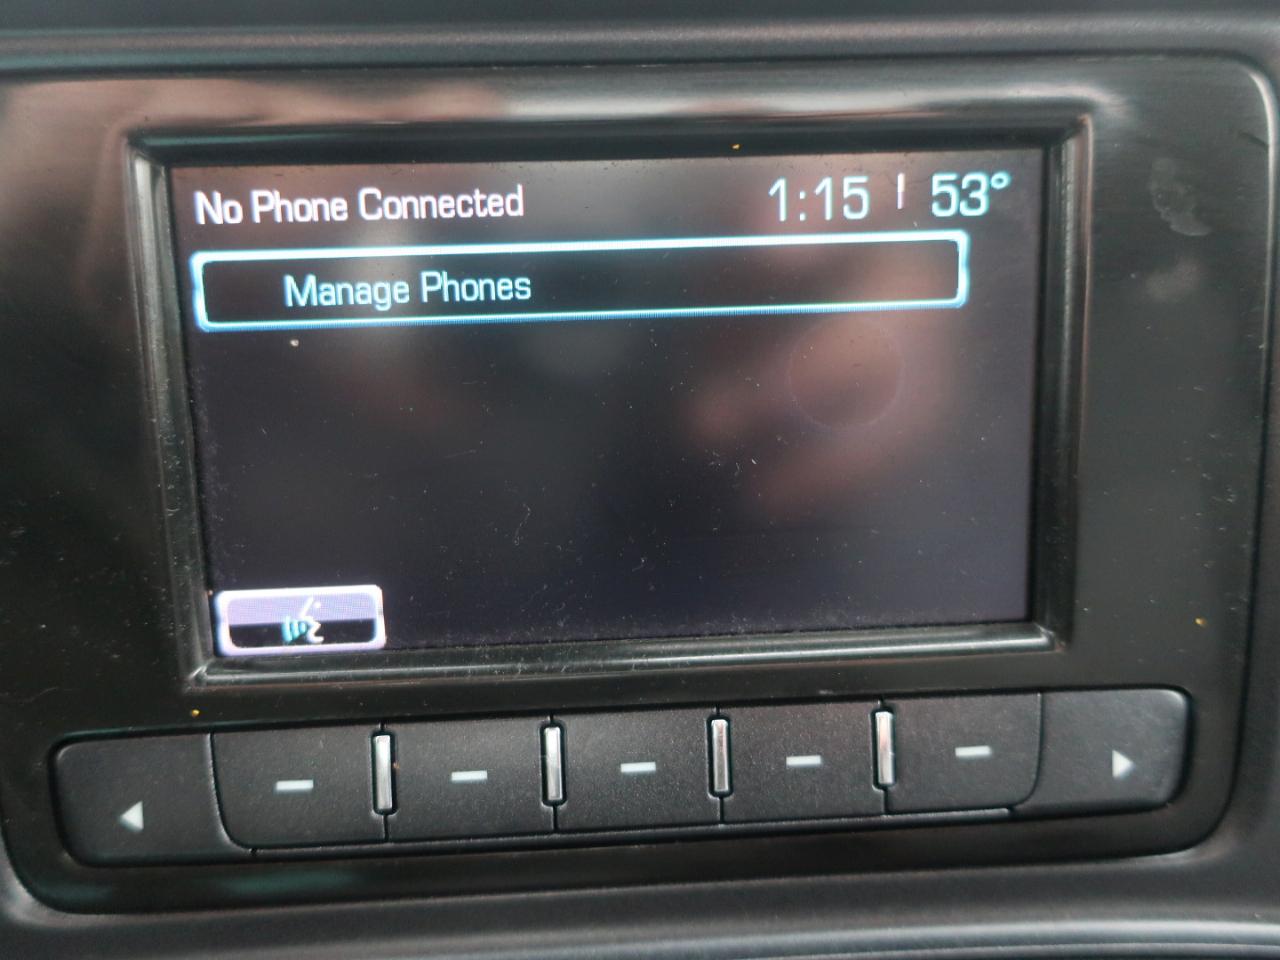 No Phone Connected 1:15 | 53°
Manage Phones